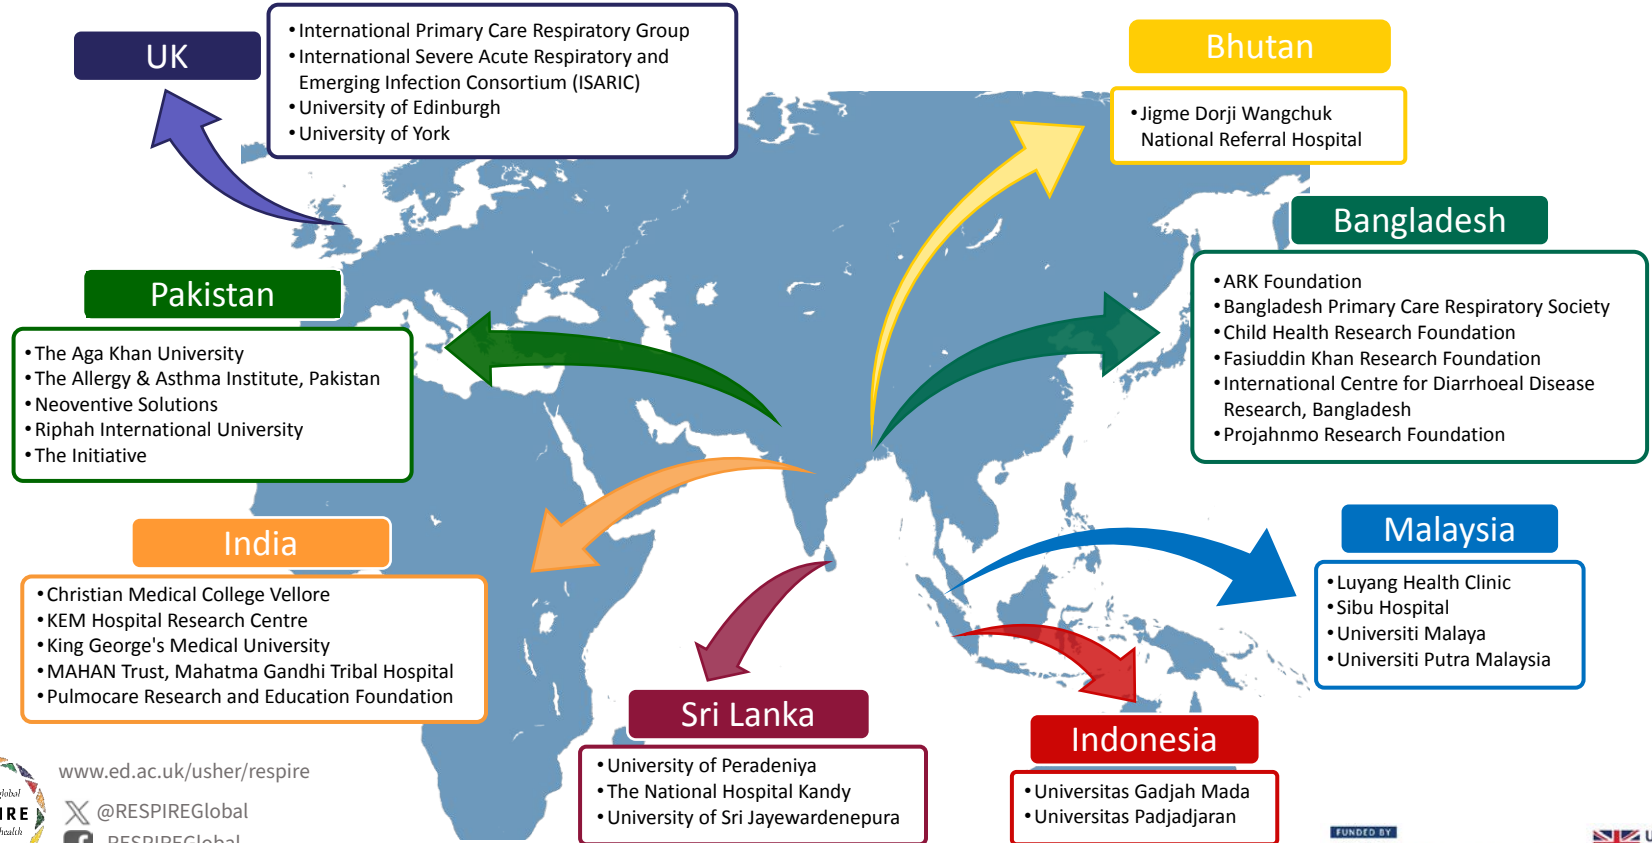 UK
• International Primary Care Respiratory Group
• International Severe Acute Respiratory and
Emerging Infection Consortium (ISARIC)
• University of Edinburgh
• University of York
Bhutan
• Jigme Dorji Wangchuk
National Referral Hospital
Bangladesh
• ARK Foundation
• Bangladesh Primary Care Respiratory Society
• Child Health Research Foundation
• Fasiuddin Khan Research Foundation
• International Centre for Diarrhoeal Disease
Research, Bangladesh
• Projahnmo Research Foundation
Pakistan
• The Aga Khan University
• The Allergy & Asthma Institute, Pakistan
• Neoventive Solutions
• Riphah International University
• The Initiative
India
• Christian Medical College Vellore
• KEM Hospital Research Centre
• King George's Medical University
• MAHAN Trust, Mahatma Gandhi Tribal Hospital
• Pulmocare Research and Education Foundation
Malaysia
• Luyang Health Clinic
• Sibu Hospital
• Universiti Malaya
• Universiti Putra Malaysia
Sri Lanka
• University of Peradeniya
• The National Hospital Kandy
• University of Sri Jayewardenepura
Indonesia
• Universitas Gadjah Mada
• Universitas Padjadjaran
www.ed.ac.uk/usher/respire
@RESPIREGlobal
RESPIREGlobal
FUNDED BY